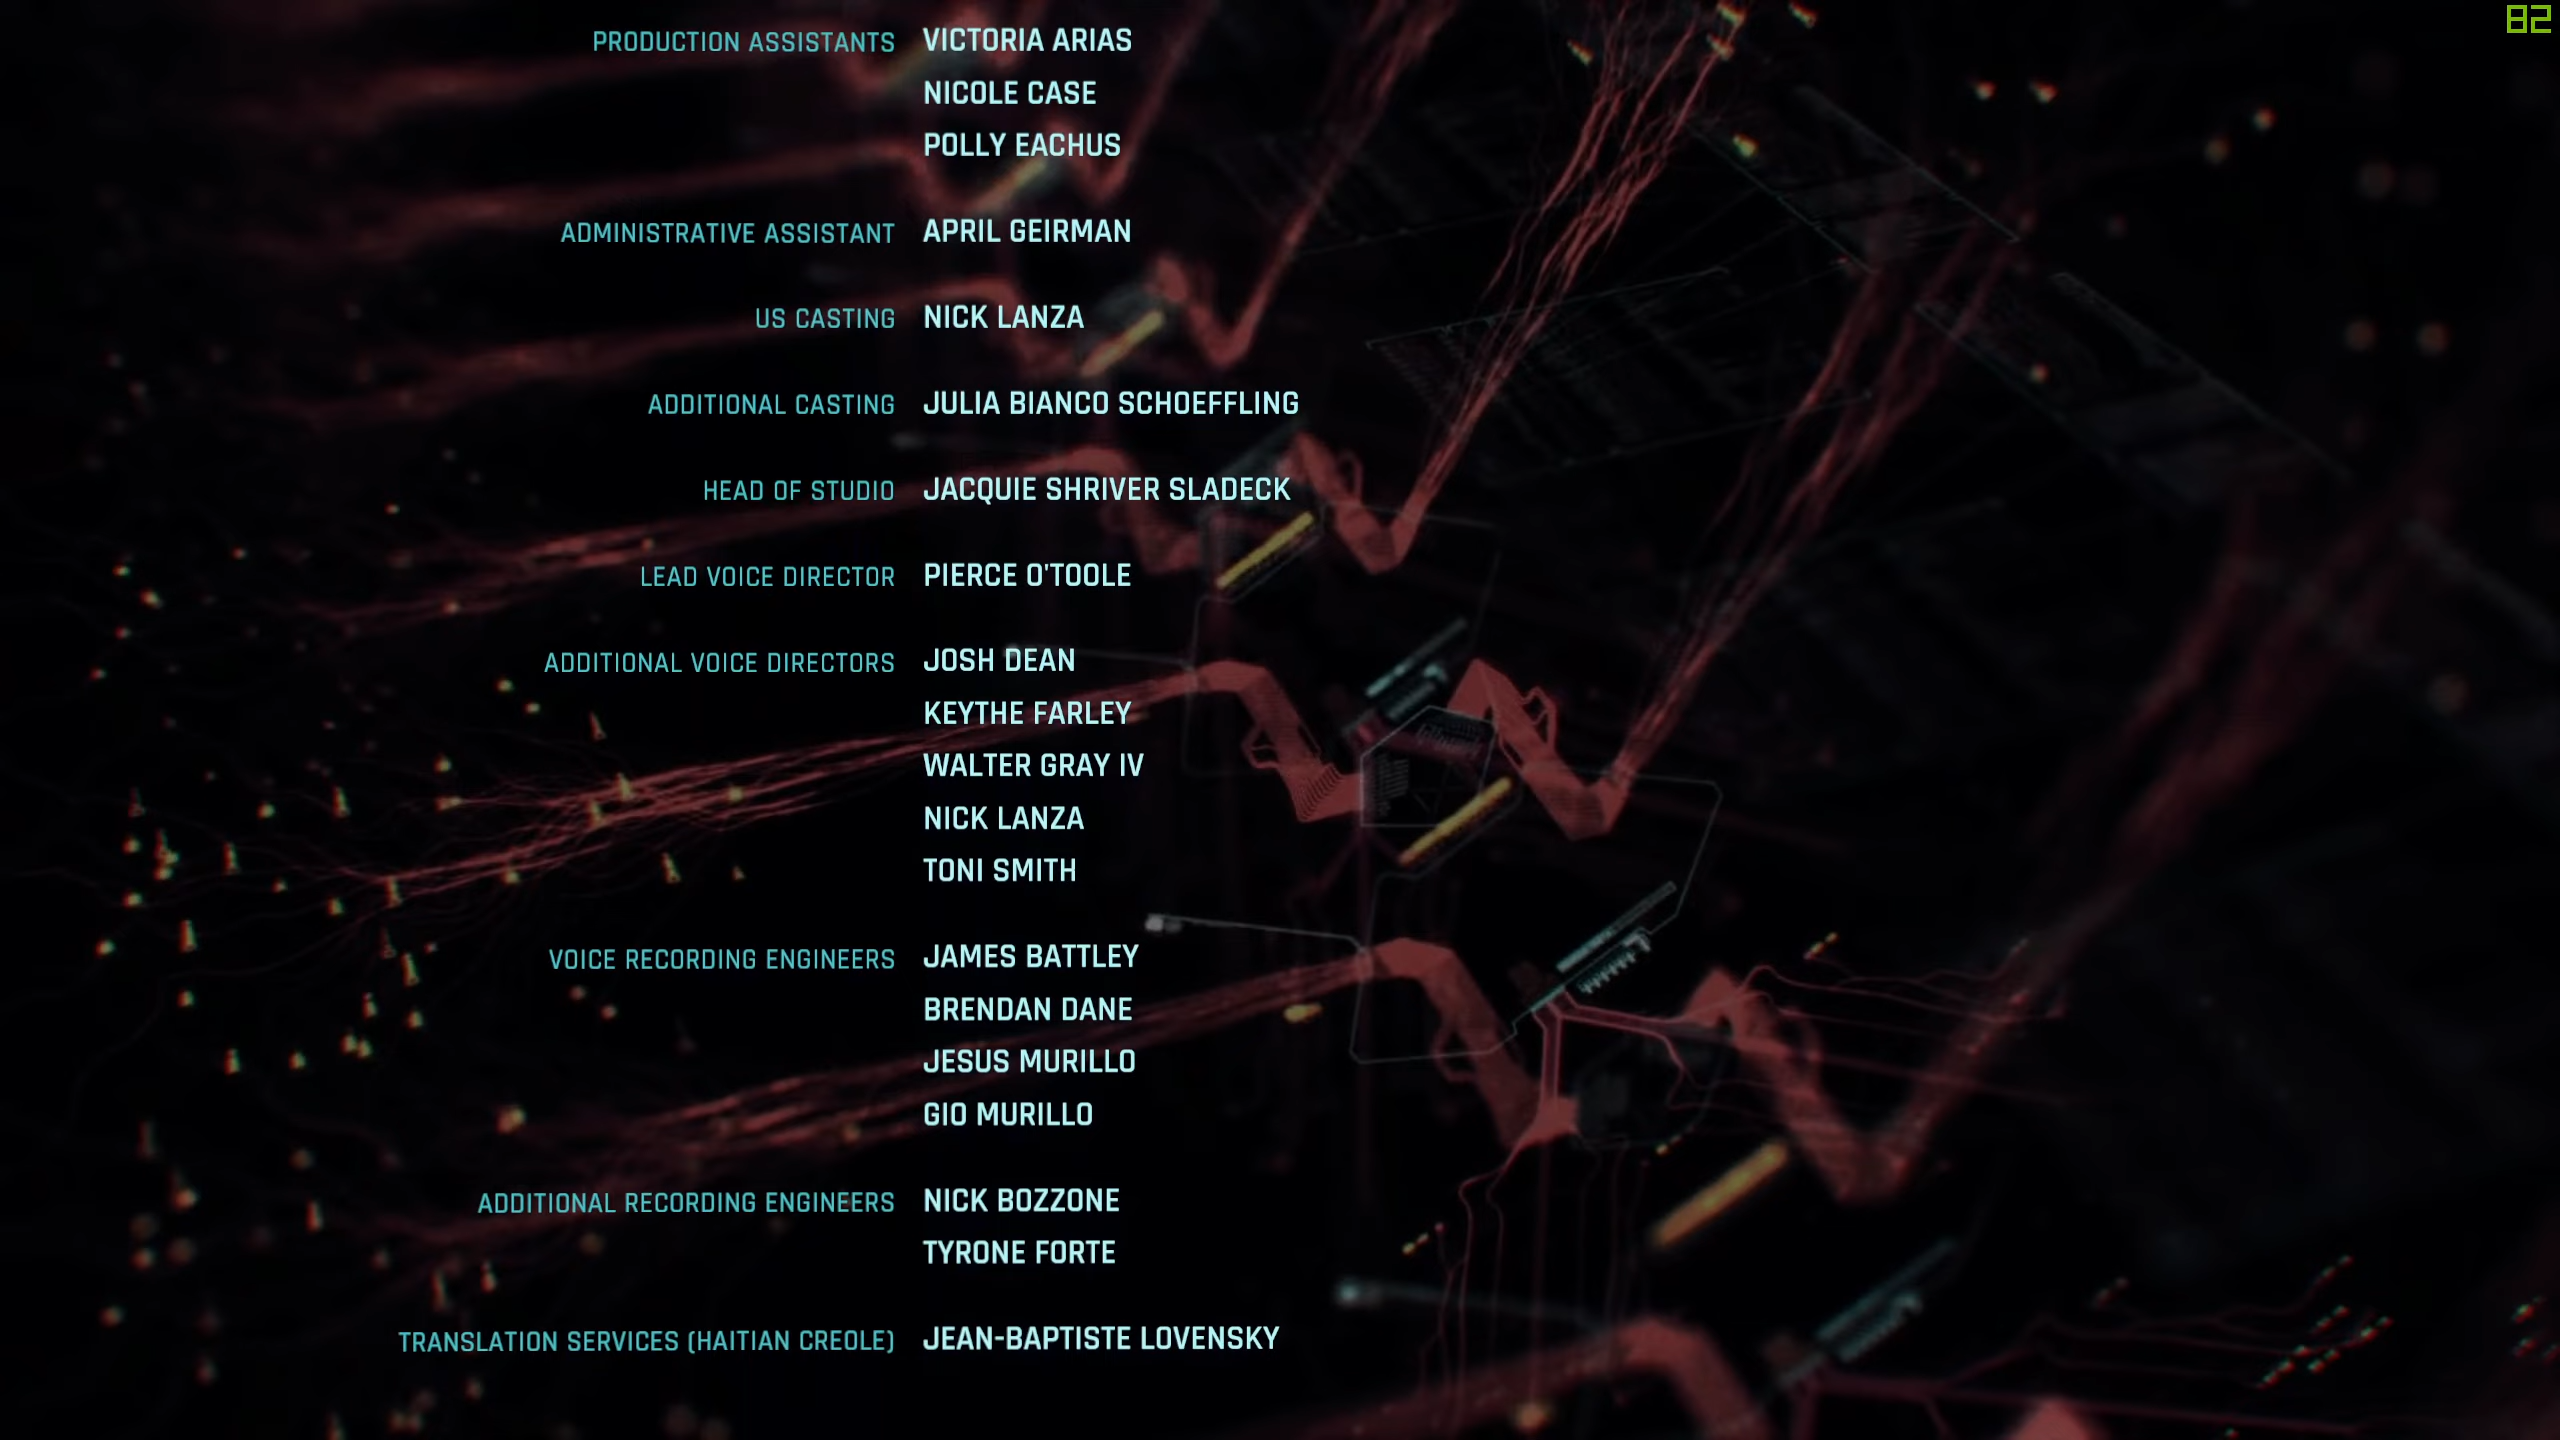 82
PRODUCTION ASSISTANTS VICTORIA ARIAS
NICOLE CASE
POLLY EACHUS
ADMINISTRATIVE ASSISTANT APRIL GEIRMAN
US CASTING NICK LANZA
ADDITIONAL CASTING JULIA BIANCO SCHOEFFLING
HEAD OF STUDIO JACQUIE SHRIVER SLADECK
LEAD VOICE DIRECTOR PIERCE O'TOOLE
ADDITIONAL VOICE DIRECTORS JOSH DEAN
KEYTHE FARLEY
WALTER GRAY IV
NICK LANZA
TONI SMITH
VOICE RECORDING ENGINEERS JAMES BATTLEY
BRENDAN DANE
JESUS MURILLO
GIO MURILLO
ADDITIONAL RECORDING ENGINEERS NICK BOZZONE
TYRONE FORTE
TRANSLATION SERVICES (HAITIAN CREOLE) JEAN-BAPTISTE LOVENSKY